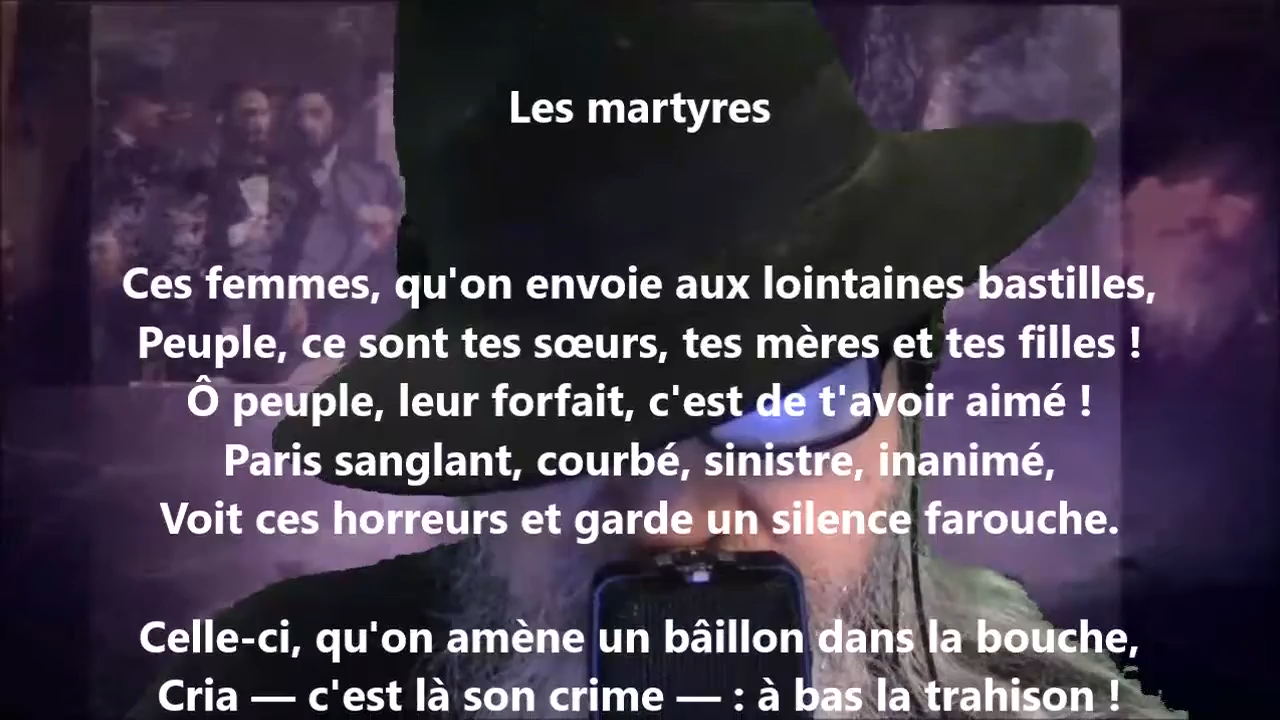 Les martyres
Ces femmes, qu'on envoie aux lointaines bastilles,
Peuple, ce sont tes sœurs, tes mères et tes filles !
Ô peuple, leur forfait, c'est de t'avoir aimé !
Paris sanglant, courbé, sinistre, inanimé,
Voit ces horreurs et garde un silence farouche.
Celle-ci, qu'on amène un bâillon dans la bouche,
Cria — c'est là son crime — : à bas la trahison !